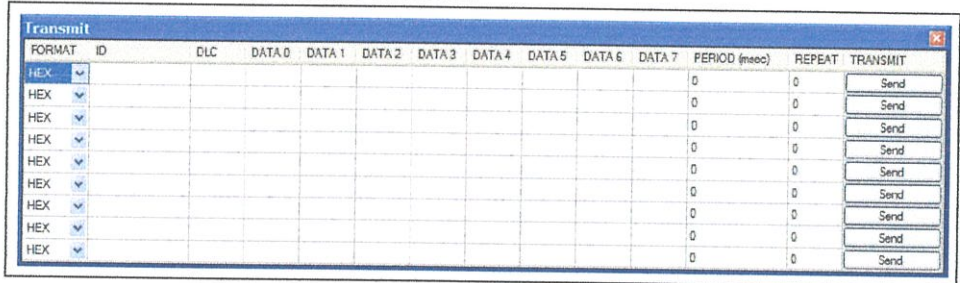 Transmit
FORMAT ID DLC DATA 0 DATA 1 DATA 2 DATA 3 DATA 4 DATA 5 DATA 6 DATA 7 PERIOD (msec) REPEAT TRANSMIT
HEX 0 0 Send
HEX 0 0 Send
HEX 0 0 Send
HEX 0 0 Send
HEX 0 0 Send
HEX 0 0 Send
HEX 0 0 Send
HEX 0 0 Send
HEX 0 0 Send